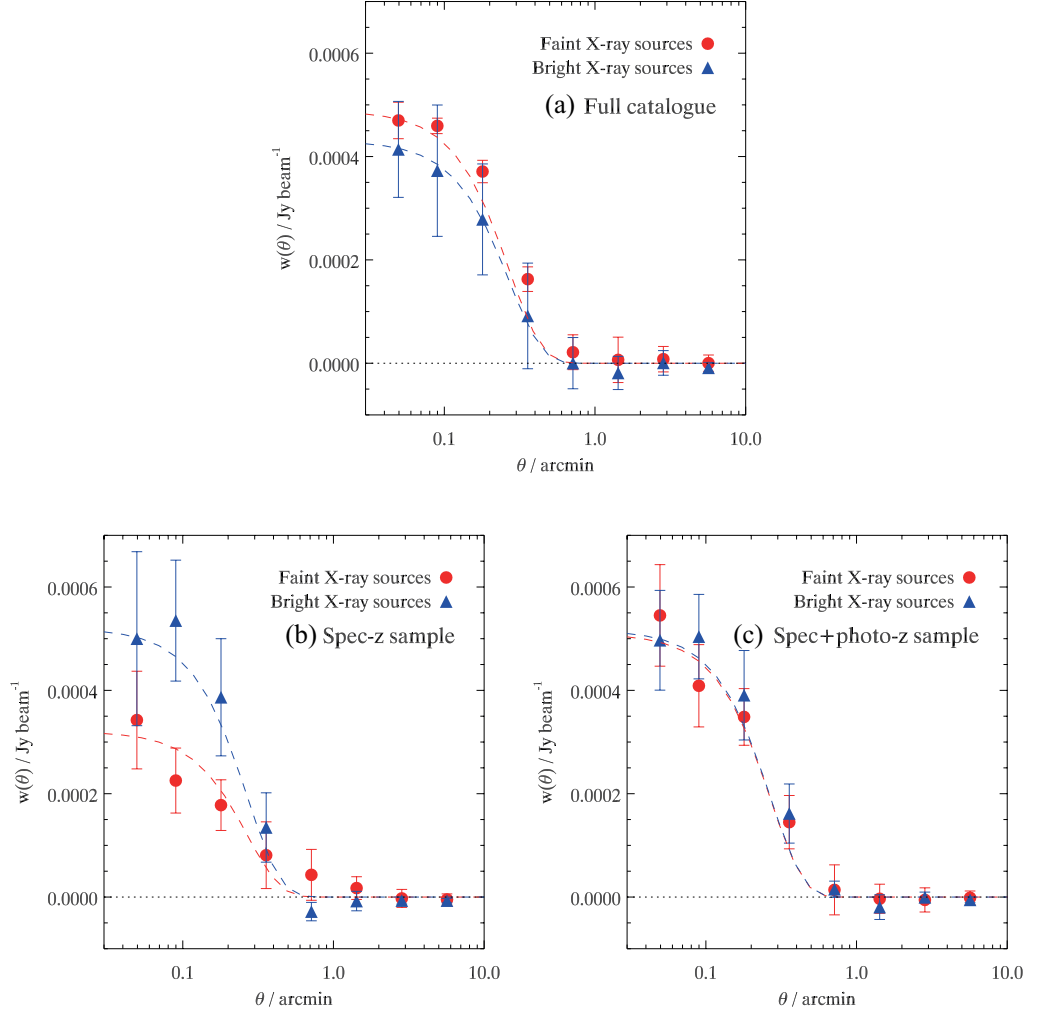 Faint X-ray sources
Bright X-ray sources
(a) Full catalogue
w(θ) / Jy beam⁻¹
0.0006
0.0004
0.0002
0.0000
0.1
1.0
10.0
θ / arcmin
Faint X-ray sources
Bright X-ray sources
(b) Spec-z sample
w(θ) / Jy beam⁻¹
0.0006
0.0004
0.0002
0.0000
0.1
1.0
10.0
θ / arcmin
Faint X-ray sources
Bright X-ray sources
(c) Spec+photo-z sample
w(θ) / Jy beam⁻¹
0.0006
0.0004
0.0002
0.0000
0.1
1.0
10.0
θ / arcmin